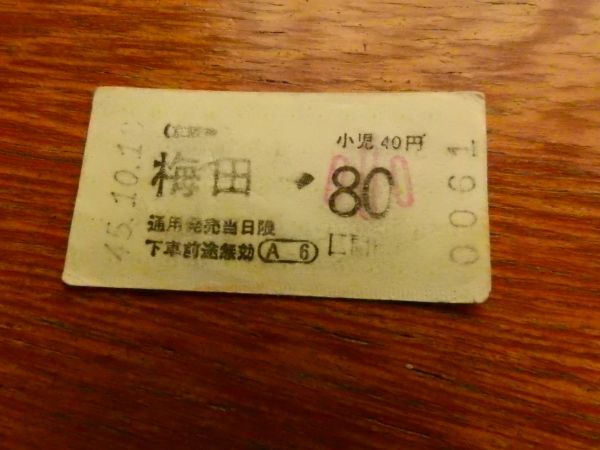 小児 40円
梅田 80
通用発売当日限
下車前途無効 A 6
45.10.1
0061